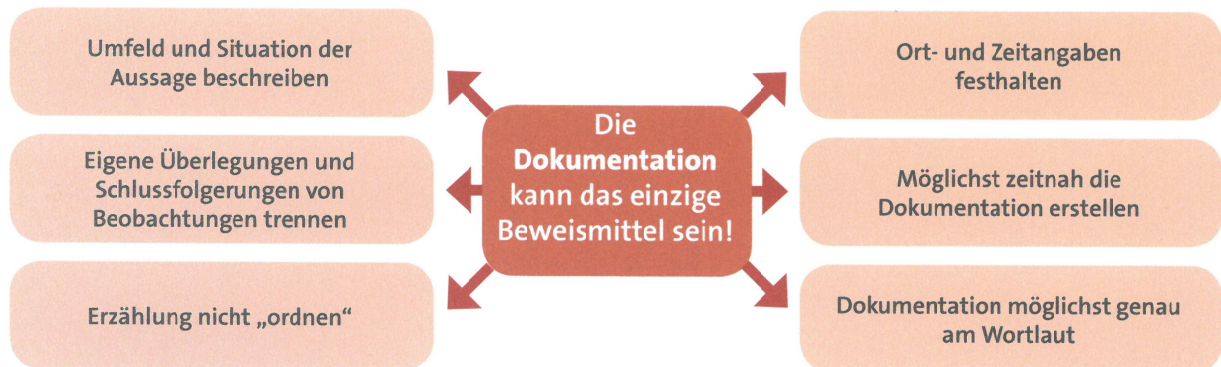 Umfeld und Situation der
Aussage beschreiben
Eigene Überlegungen und
Schlussfolgerungen von
Beobachtungen trennen
Erzählung nicht „ordnen“
Die
Dokumentation
kann das einzige
Beweismittel sein!
Ort- und Zeitangaben
festhalten
Möglichst zeitnah die
Dokumentation erstellen
Dokumentation möglichst genau
am Wortlaut